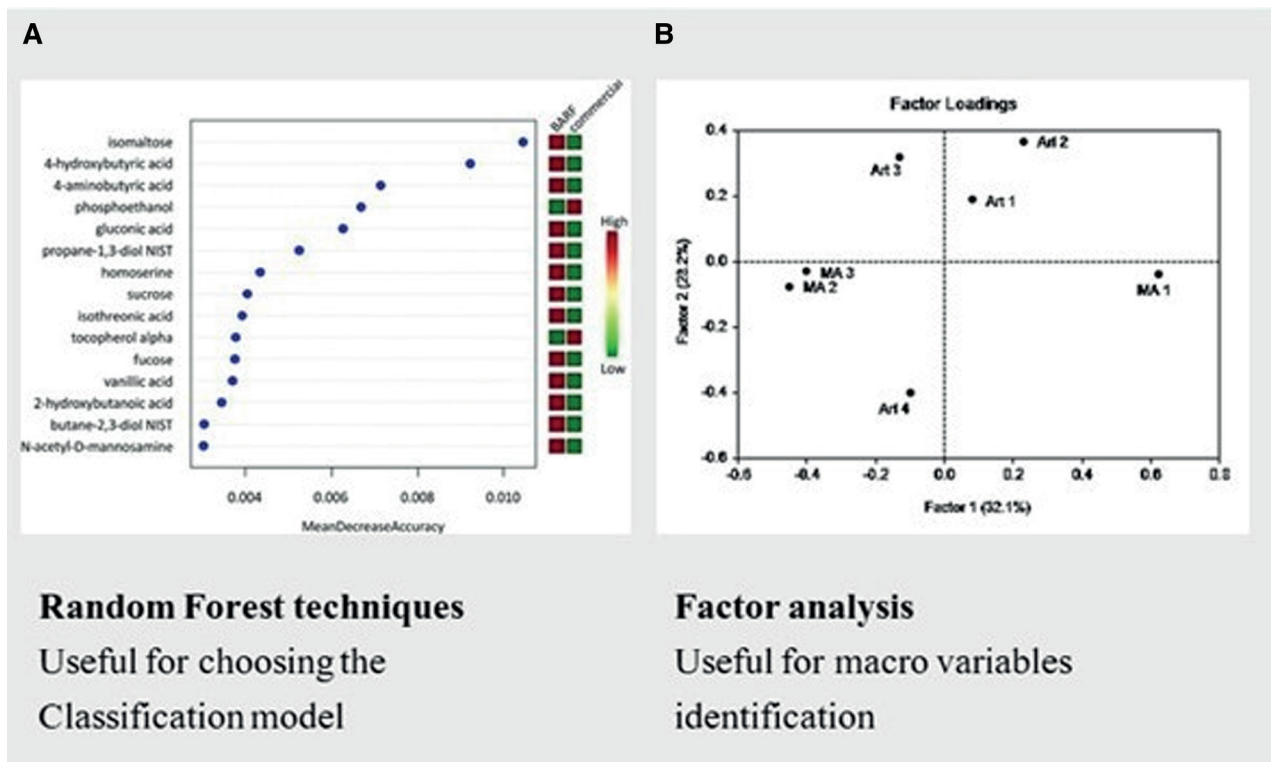 A
BARF
commercial
isomaltose
4-hydroxybutyric acid
4-aminobutyric acid
phosphoethanol
gluconic acid
propane-1,3-diol NIST
homoserine
sucrose
isothreonic acid
tocopherol alpha
fucose
vanillic acid
2-hydroxybutanoic acid
butane-2,3-diol NIST
N-acetyl-D-mannosamine
High
Low
0.004 0.006 0.008 0.010
MeanDecreaseAccuracy
Random Forest techniques
Useful for choosing the
Classification model
B
Factor Loadings
0.4
0.2
0.0
-0.2
-0.4
-0.6
Factor 2 (23.2%)
Art 2
Art 3
Art 1
MA 3
MA 2
MA 1
Art 4
-0.6 -0.4 -0.2 0.0 0.2 0.4 0.6 0.8
Factor 1 (32.1%)
Factor analysis
Useful for macro variables
identification